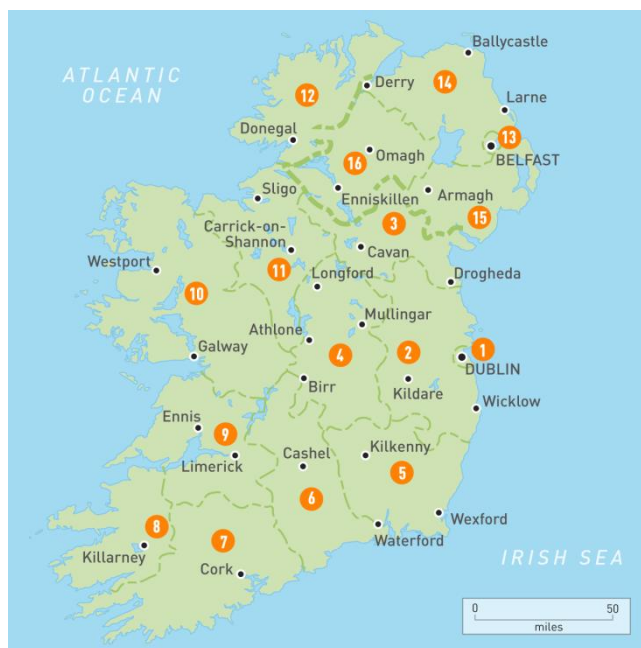 Ballycastle
ATLANTIC
OCEAN
12
Derry
14
Larne
Donegal
13
16
Omagh
BELFAST
Sligo
Enniskillen
Armagh
15
3
Carrick-on-
Shannon
Cavan
11
Westport
Longford
Drogheda
10
Mullingar
Athlone
Galway
4
2
1
DUBLIN
Birr
Kildare
Wicklow
Ennis
9
Kilkenny
Limerick
Cashel
5
6
8
Wexford
Waterford
7
Killarney
IRISH SEA
Cork
0 50
miles